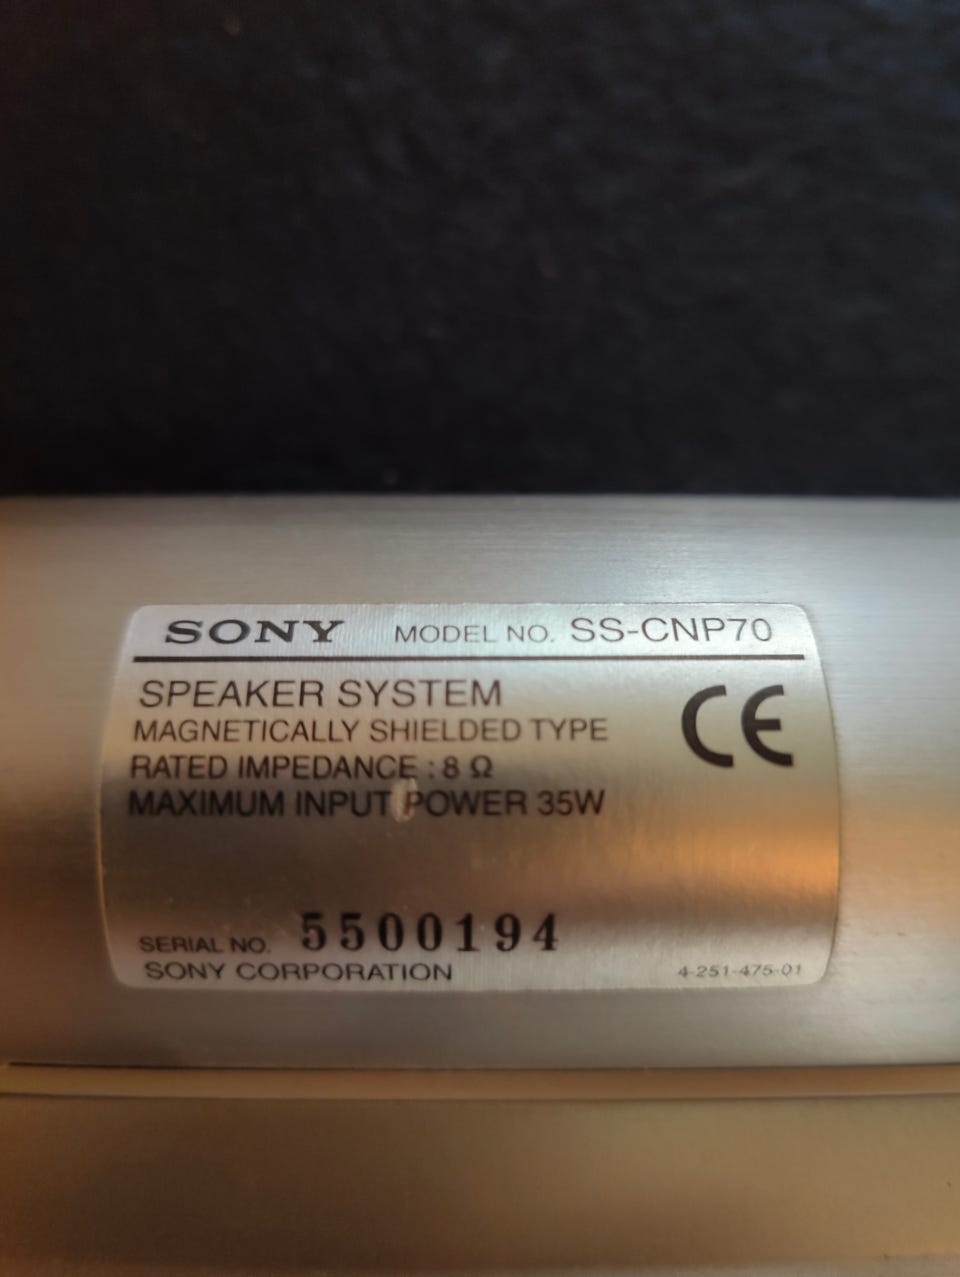 SONY MODEL NO. SS-CNP70
SPEAKER SYSTEM
MAGNETICALLY SHIELDED TYPE
RATED IMPEDANCE : 8 Ω
MAXIMUM INPUT POWER 35W
CE
SERIAL NO. 5500194
SONY CORPORATION 4-251-475-01